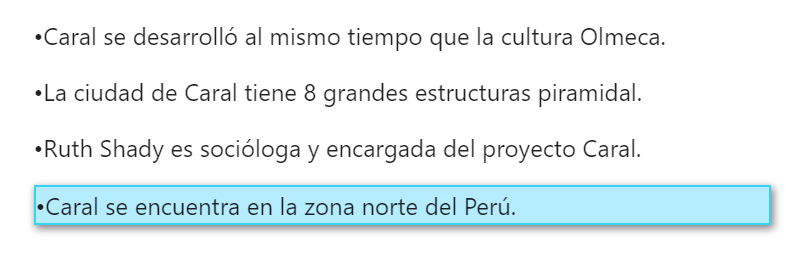 •Caral se desarrolló al mismo tiempo que la cultura Olmeca.
•La ciudad de Caral tiene 8 grandes estructuras piramidal.
•Ruth Shady es socióloga y encargada del proyecto Caral.
•Caral se encuentra en la zona norte del Perú.